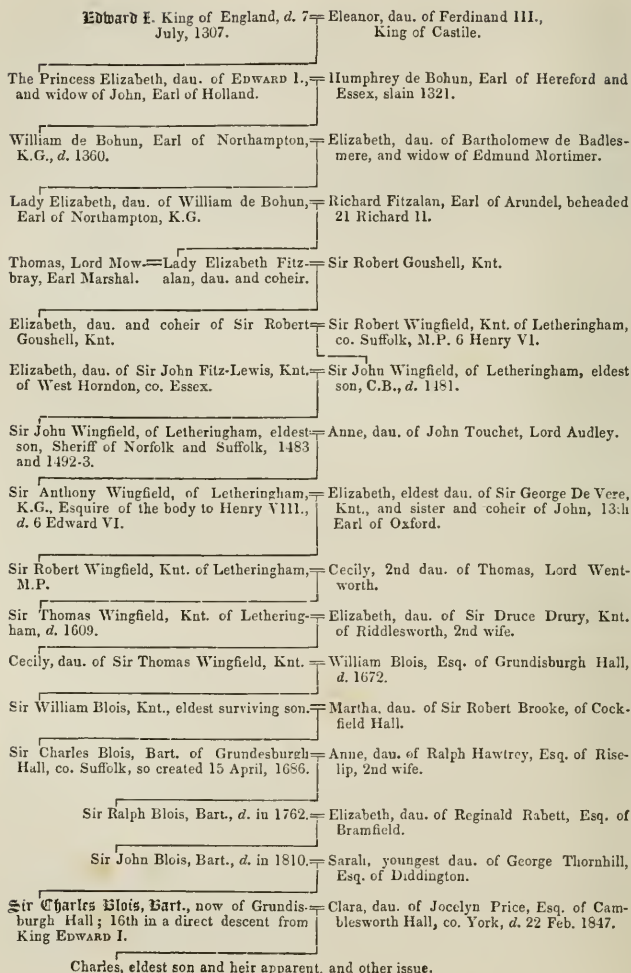 Edward I. King of England, d. 7 July, 1307.
Eleanor, dau. of Ferdinand III., King of Castile.
The Princess Elizabeth, dau. of EDWARD I., and widow of John, Earl of Holland.
Humphrey de Bohun, Earl of Hereford and Essex, slain 1321.
William de Bohun, Earl of Northampton, K.G., d. 1360.
Elizabeth, dau. of Bartholomew de Badlesmere, and widow of Edmund Mortimer.
Lady Elizabeth, dau. of William de Bohun, Earl of Northampton, K.G.
Richard Fitzalan, Earl of Arundel, beheaded 21 Richard II.
Thomas, Lord Mowbray, Earl Marshal.
Lady Elizabeth Fitzalan, dau. and coheir.
Sir Robert Goushell, Knt.
Elizabeth, dau. and coheir of Sir Robert Goushell, Knt.
Sir Robert Wingfield, Knt. of Letheringham, co. Suffolk, M.P. 6 Henry VI.
Elizabeth, dau. of Sir John Fitz-Lewis, Knt. of West Horndon, co. Essex.
Sir John Wingfield, of Letheringham, eldest son, C.B., d. 1481.
Sir John Wingfield, of Letheringham, eldest son, Sheriff of Norfolk and Suffolk, 1483 and 1492-3.
Anne, dau. of John Touchet, Lord Audley.
Sir Anthony Wingfield, of Letheringham, K.G., Esquire of the body to Henry VIII., d. 6 Edward VI.
Elizabeth, eldest dau. of Sir George De Vere, Knt., and sister and coheir of John, 13th Earl of Oxford.
Sir Robert Wingfield, Knt. of Letheringham, M.P.
Cecily, 2nd dau. of Thomas, Lord Wentworth.
Sir Thomas Wingfield, Knt. of Letheringham, d. 1609.
Elizabeth, dau. of Sir Druce Drury, Knt. of Riddlesworth, 2nd wife.
Cecily, dau. of Sir Thomas Wingfield, Knt.
William Blois, Esq. of Grundisburgh Hall, d. 1672.
Sir William Blois, Knt., eldest surviving son.
Martha, dau. of Sir Robert Brooke, of Cockfield Hall.
Sir Charles Blois, Bart. of Grundesburgh Hall, co. Suffolk, so created 15 April, 1686.
Anne, dau. of Ralph Hawtrey, Esq. of Riselip, 2nd wife.
Sir Ralph Blois, Bart., d. in 1762.
Elizabeth, dau. of Reginald Rabett, Esq. of Bramfield.
Sir John Blois, Bart., d. in 1810.
Sarah, youngest dau. of George Thornhill, Esq. of Diddington.
Sir Charles Blois, Bart., now of Grundisburgh Hall; 16th in a direct descent from King EDWARD I.
Clara, dau. of Jocelyn Price, Esq. of Camblesworth Hall, co. York, d. 22 Feb. 1847.
Charles, eldest son and heir apparent, and other issue.